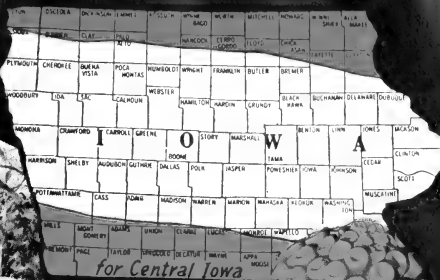 OSCEOLA DICKINSON MITCHELL HOWARD
HANCOCK CERRO GORDO FLOYD CHICKASAW
CLAY PALO ALTO
PLYMOUTH CHEROKEE BUENA VISTA POCAHONTAS HUMBOLDT WRIGHT FRANKLIN BUTLER BREMER
WEBSTER
WOODBURY IDA SAC CALHOUN HAMILTON HARDIN GRUNDY BLACK HAWK BUCHANAN DELAWARE DUBUQUE
MONONA CRAWFORD CARROLL GREENE BOONE STORY MARSHALL TAMA BENTON LINN JONES JACKSON
I O W A
CLINTON
CEDAR
HARRISON SHELBY AUDUBON GUTHRIE DALLAS POLK JASPER POWESHIEK IOWA JOHNSON
SCOTT
MUSCATINE
POTTAWATTAMIE CASS ADAIR MADISON WARREN MARION MAHASKA KEOKUK WASHINGTON
MILLS MONTGOMERY ADAMS UNION CLARKE LUCAS MONROE WAPELLO
FREMONT PAGE TAYLOR RINGGOLD DECATUR WAYNE APPANOOSE
for Central Iowa